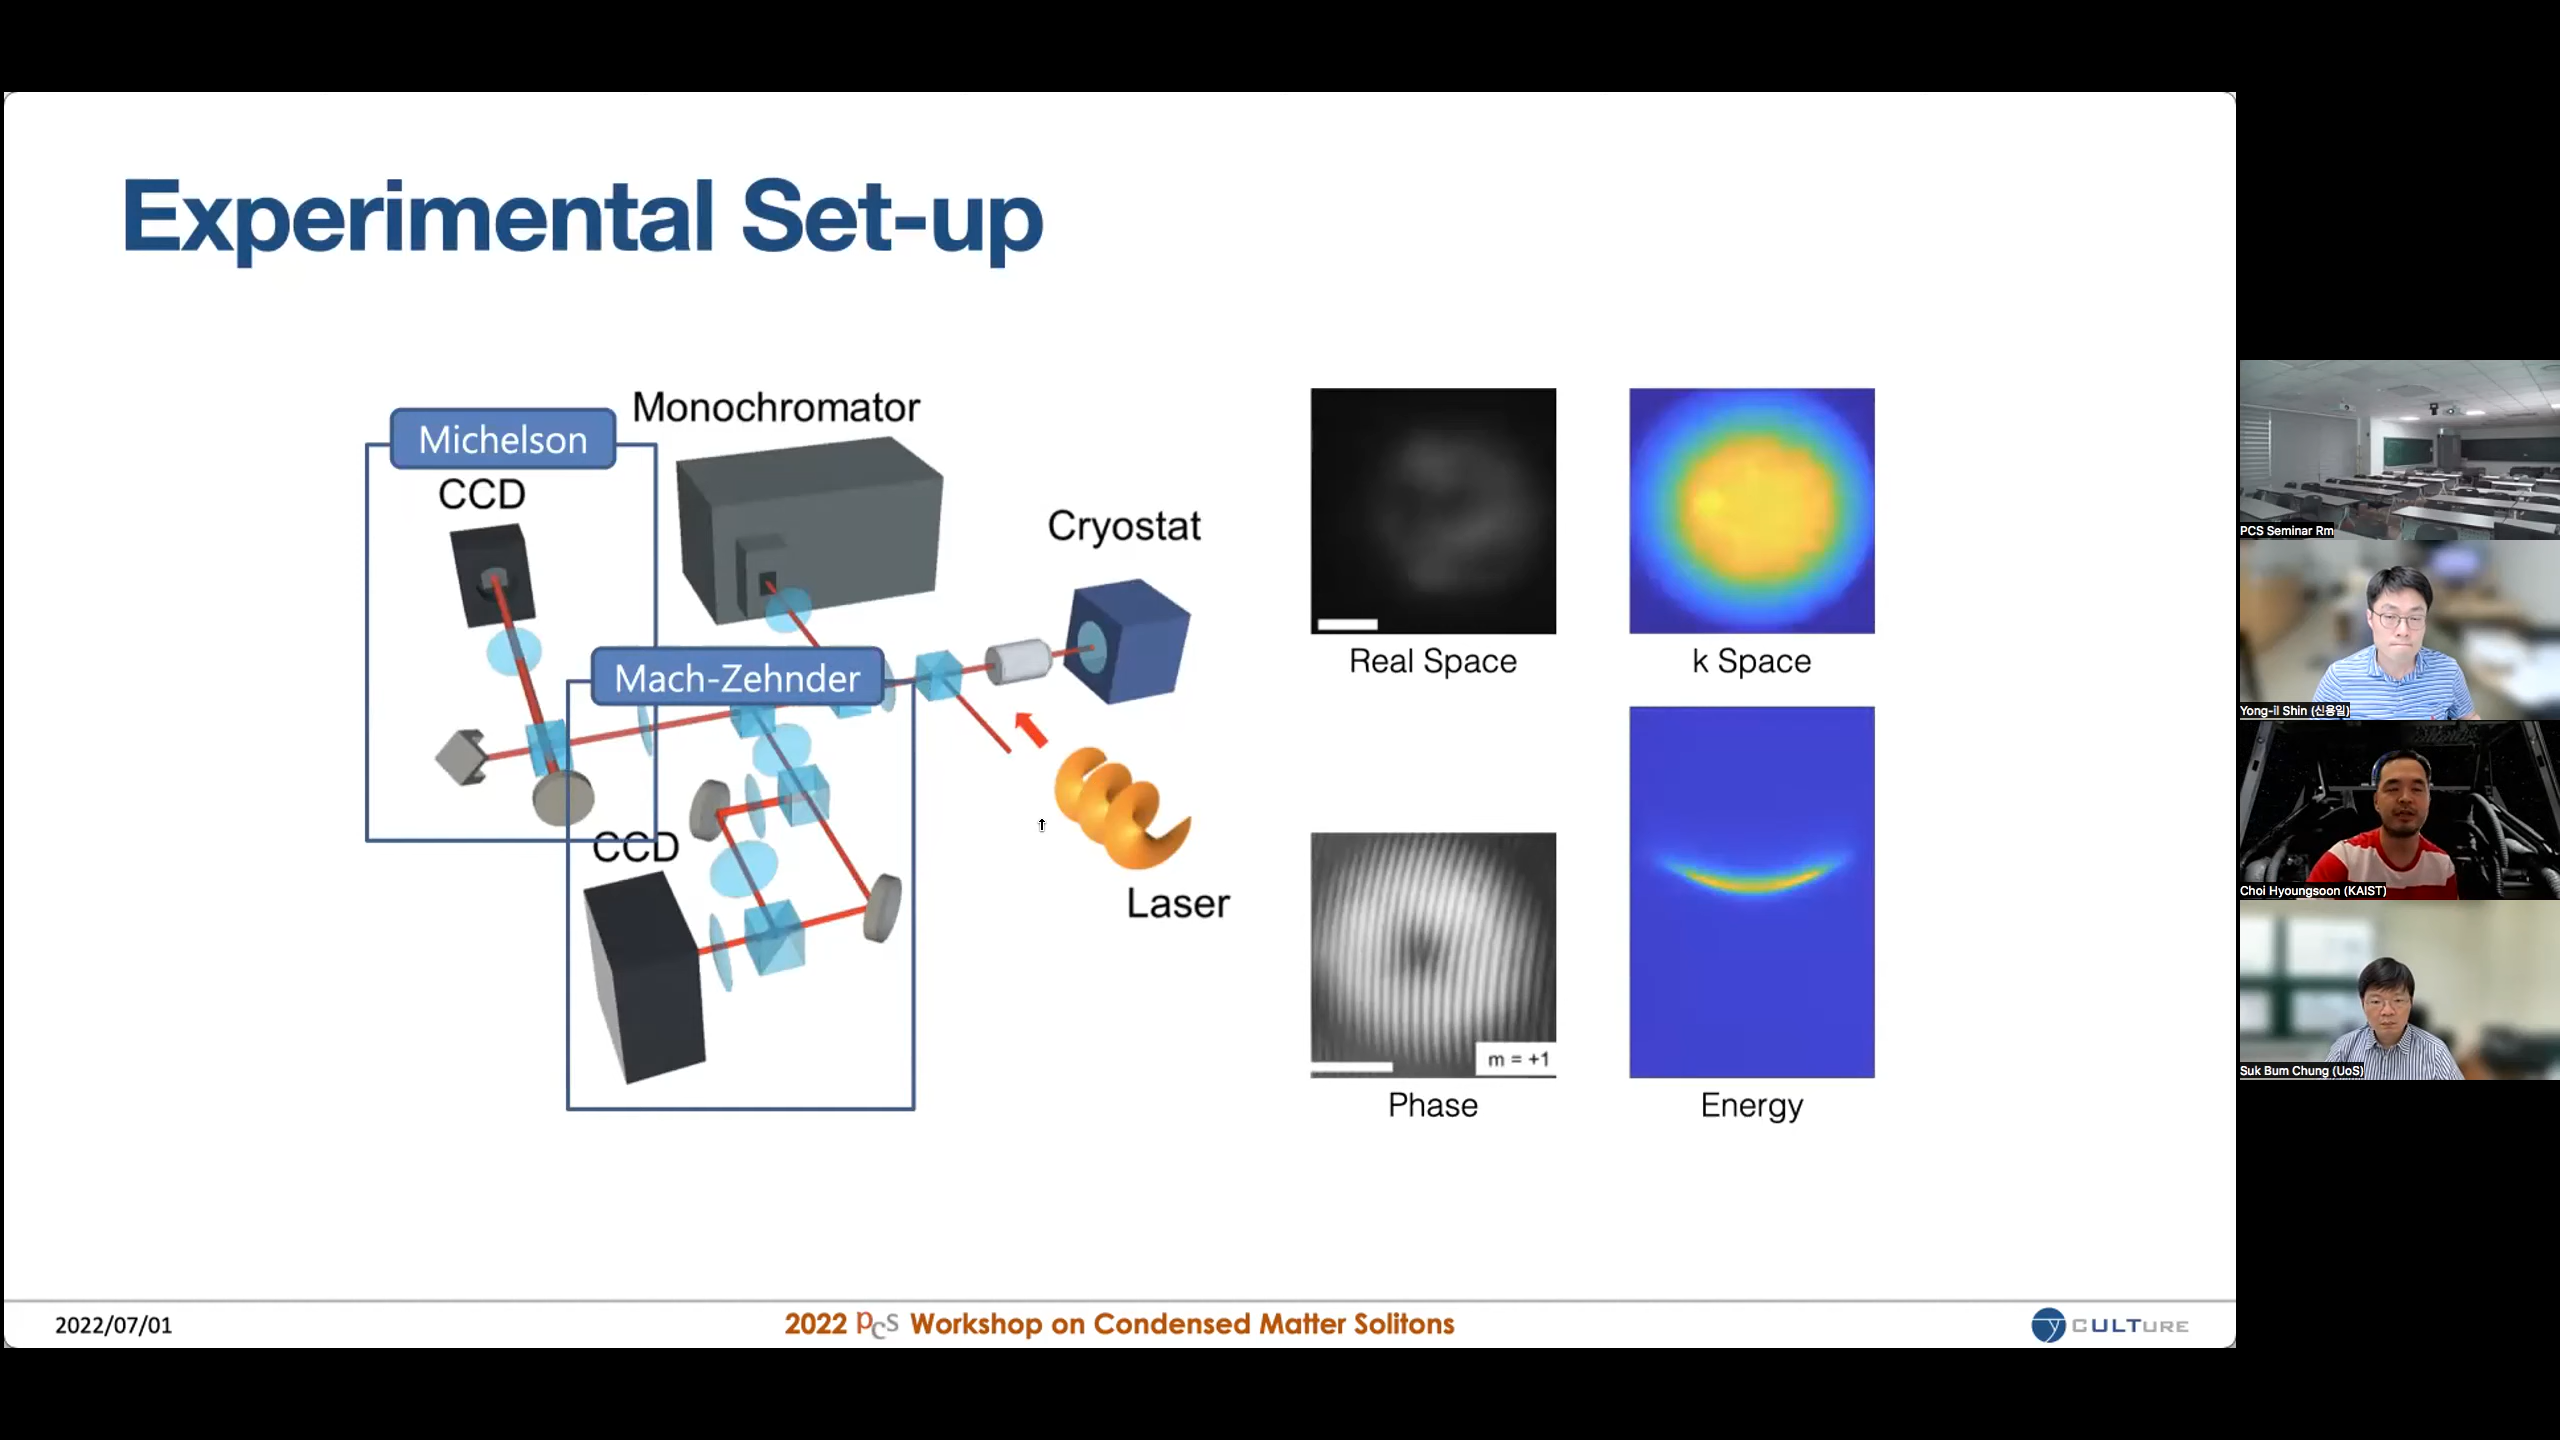 Experimental Set-up
Monochromator
Michelson
CCD
Cryostat
Mach-Zehnder
CCD
Laser
Real Space
k Space
m = +1
Phase
Energy
2022/07/01
2022 PCS Workshop on Condensed Matter Solitons
CULTURE
PCS Seminar Rm
Yong-il Shin (신용일)
Choi Hyoungsoon (KAIST)
Suk Bum Chung (UoS)